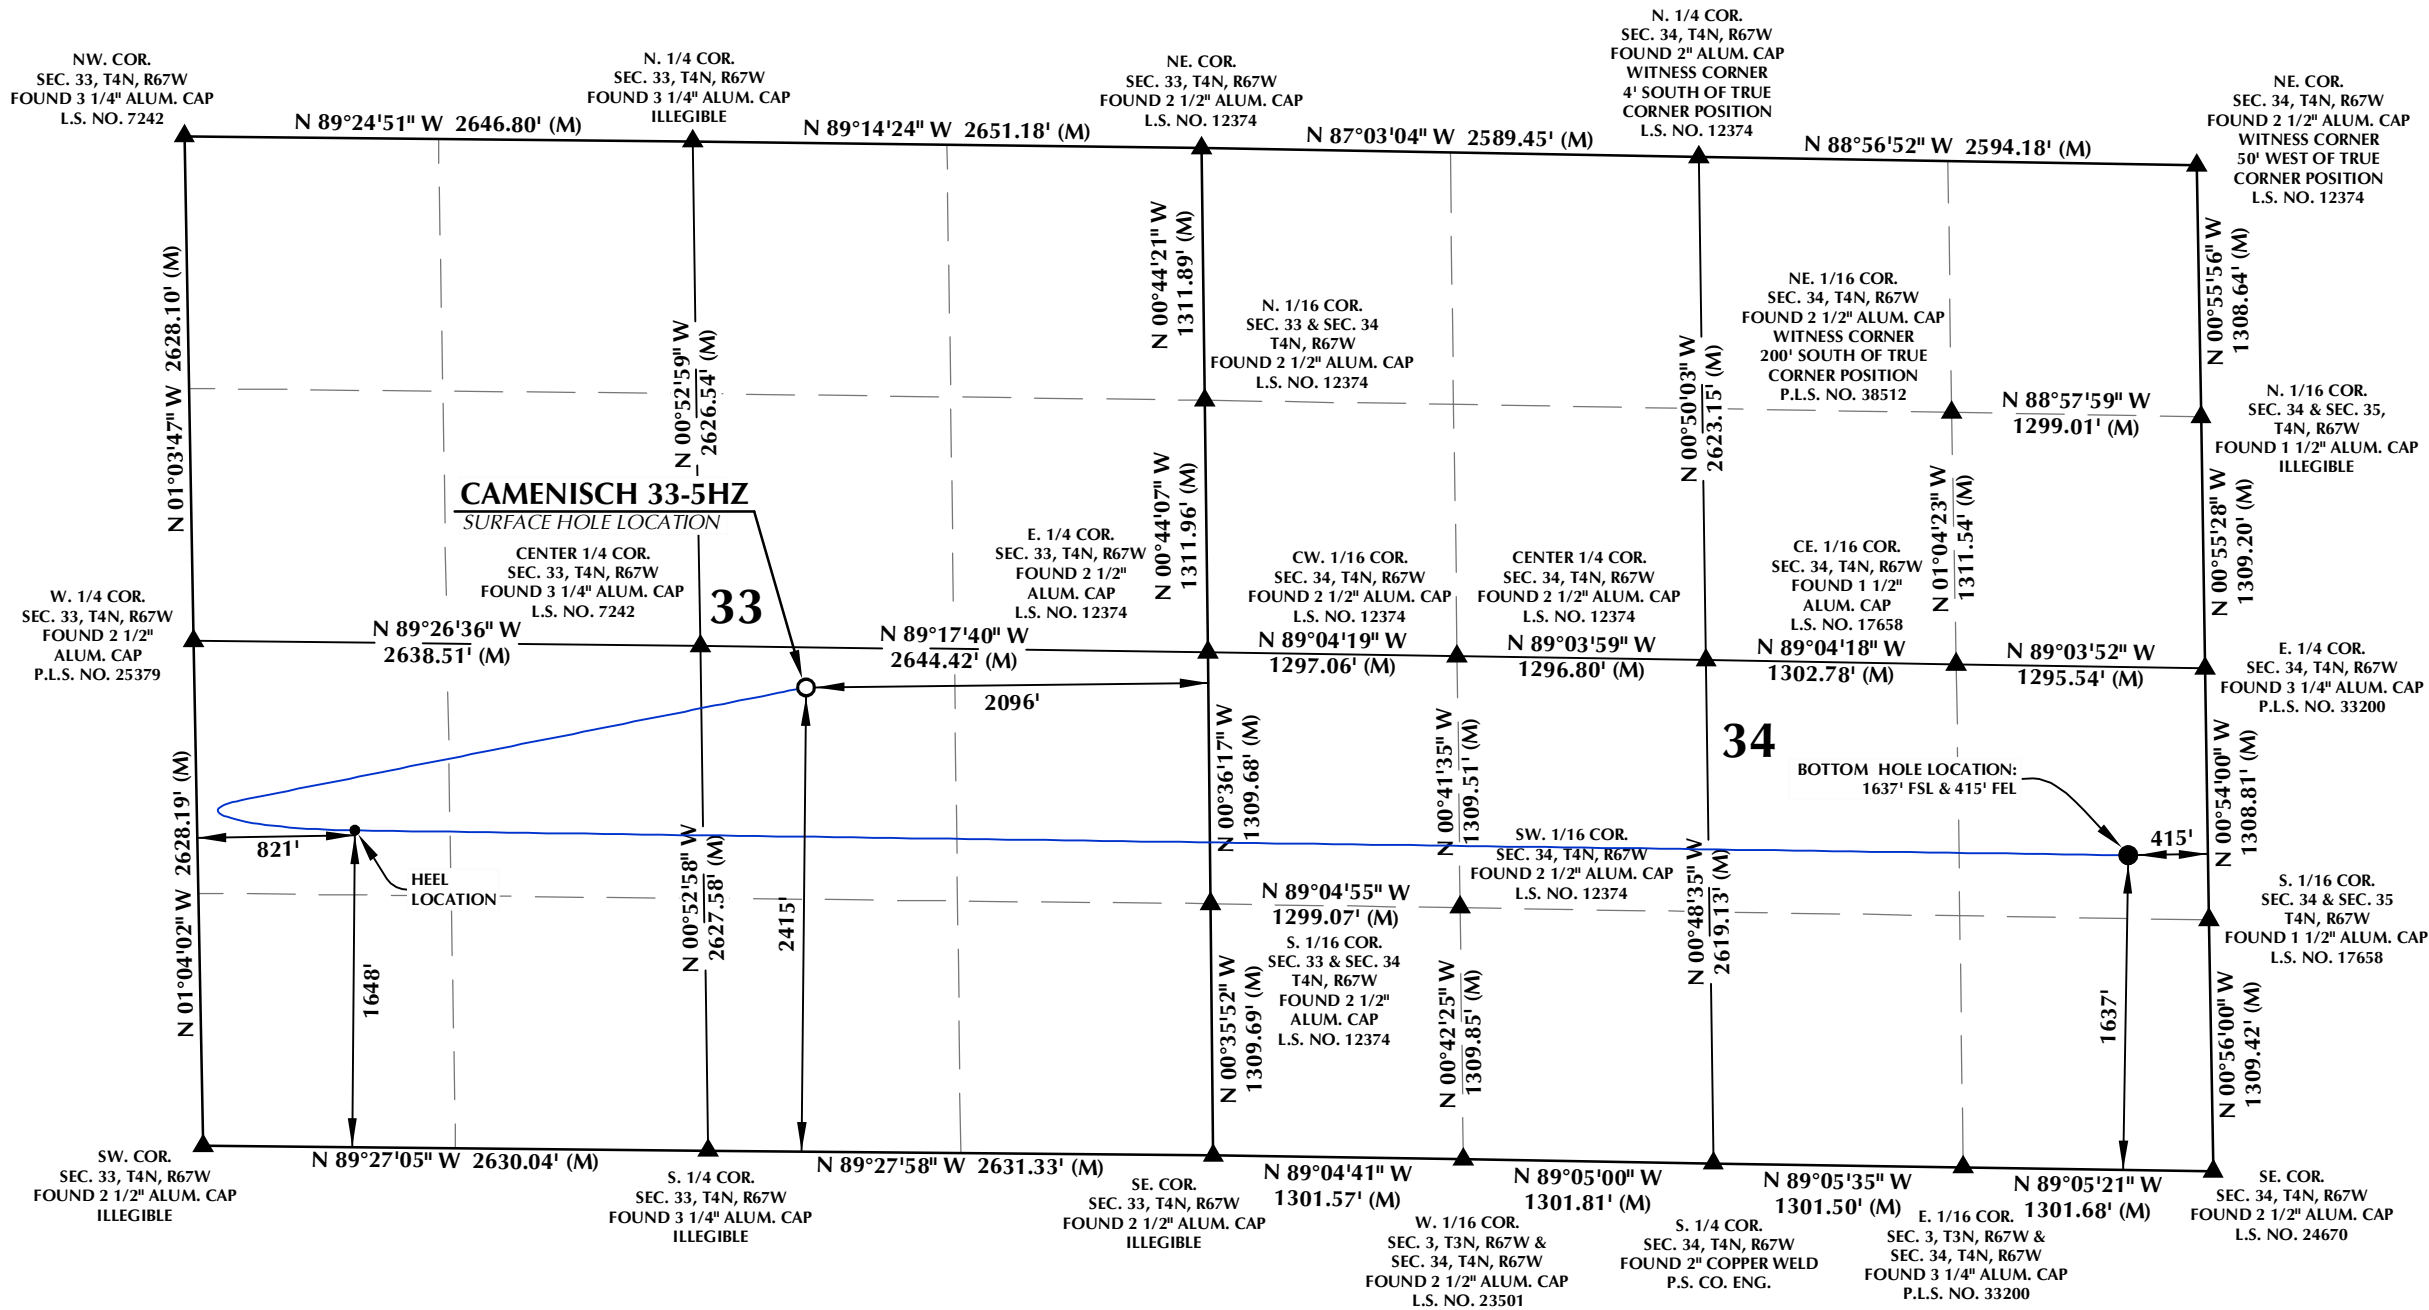 NW. COR.
SEC. 33, T4N, R67W
FOUND 3 1/4" ALUM. CAP
L.S. NO. 7242
N. 1/4 COR.
SEC. 33, T4N, R67W
FOUND 3 1/4" ALUM. CAP
ILLEGIBLE
NE. COR.
SEC. 33, T4N, R67W
FOUND 2 1/2" ALUM. CAP
L.S. NO. 12374
N. 1/4 COR.
SEC. 34, T4N, R67W
FOUND 2" ALUM. CAP
WITNESS CORNER
4' SOUTH OF TRUE
CORNER POSITION
L.S. NO. 12374
NE. COR.
SEC. 34, T4N, R67W
FOUND 2 1/2" ALUM. CAP
WITNESS CORNER
50' WEST OF TRUE
CORNER POSITION
L.S. NO. 12374
N 89°24'51" W 2646.80' (M)
N 89°14'24" W 2651.18' (M)
N 87°03'04" W 2589.45' (M)
N 88°56'52" W 2594.18' (M)
N 01°03'47" W 2628.10' (M)
N 00°52'59" W
2626.54' (M)
N 00°44'21" W
1311.89' (M)
N. 1/16 COR.
SEC. 33 & SEC. 34
T4N, R67W
FOUND 2 1/2" ALUM. CAP
L.S. NO. 12374
N 00°50'03" W
2623.15' (M)
NE. 1/16 COR.
SEC. 34, T4N, R67W
FOUND 2 1/2" ALUM. CAP
WITNESS CORNER
200' SOUTH OF TRUE
CORNER POSITION
P.L.S. NO. 38512
N 00°55'56" W
1308.64' (M)
N 88°57'59" W
1299.01' (M)
N. 1/16 COR.
SEC. 34 & SEC. 35,
T4N, R67W
FOUND 1 1/2" ALUM. CAP
ILLEGIBLE
CAMENISCH 33-5HZ
SURFACE HOLE LOCATION
CENTER 1/4 COR.
SEC. 33, T4N, R67W
FOUND 3 1/4" ALUM. CAP
L.S. NO. 7242
33
E. 1/4 COR.
SEC. 33, T4N, R67W
FOUND 2 1/2"
ALUM. CAP
L.S. NO. 12374
N 00°44'07" W
1311.96' (M)
CW. 1/16 COR.
SEC. 34, T4N, R67W
FOUND 2 1/2" ALUM. CAP
L.S. NO. 12374
CENTER 1/4 COR.
SEC. 34, T4N, R67W
FOUND 2 1/2" ALUM. CAP
L.S. NO. 12374
CE. 1/16 COR.
SEC. 34, T4N, R67W
FOUND 1 1/2"
ALUM. CAP
L.S. NO. 17658
N 01°04'23" W
1311.54' (M)
N 00°55'28" W
1309.20' (M)
W. 1/4 COR.
SEC. 33, T4N, R67W
FOUND 2 1/2"
ALUM. CAP
P.L.S. NO. 25379
N 89°26'36" W
2638.51' (M)
N 89°17'40" W
2644.42' (M)
N 89°04'19" W
1297.06' (M)
N 89°03'59" W
1296.80' (M)
N 89°04'18" W
1302.78' (M)
N 89°03'52" W
1295.54' (M)
E. 1/4 COR.
SEC. 34, T4N, R67W
FOUND 3 1/4" ALUM. CAP
P.L.S. NO. 33200
2096'
34
BOTTOM HOLE LOCATION:
1637' FSL & 415' FEL
N 01°04'02" W 2628.19' (M)
N 00°52'58" W
2627.58' (M)
N 00°36'17" W
1309.68' (M)
N 00°41'35" W
1309.51' (M)
N 00°48'35" W
2619.13' (M)
N 00°54'00" W
1308.81' (M)
821'
415'
HEEL
LOCATION
SW. 1/16 COR.
SEC. 34, T4N, R67W
FOUND 2 1/2" ALUM. CAP
L.S. NO. 12374
N 89°04'55" W
1299.07' (M)
S. 1/16 COR.
SEC. 33 & SEC. 34
T4N, R67W
FOUND 2 1/2"
ALUM. CAP
L.S. NO. 12374
S. 1/16 COR.
SEC. 34 & SEC. 35
T4N, R67W
FOUND 1 1/2" ALUM. CAP
L.S. NO. 17658
1648'
2415'
N 00°35'52" W
1309.69' (M)
N 00°42'25" W
1309.85' (M)
1637'
N 00°56'00" W
1309.42' (M)
SW. COR.
SEC. 33, T4N, R67W
FOUND 2 1/2" ALUM. CAP
ILLEGIBLE
N 89°27'05" W 2630.04' (M)
S. 1/4 COR.
SEC. 33, T4N, R67W
FOUND 3 1/4" ALUM. CAP
ILLEGIBLE
N 89°27'58" W 2631.33' (M)
SE. COR.
SEC. 33, T4N, R67W
FOUND 2 1/2" ALUM. CAP
ILLEGIBLE
N 89°04'41" W
1301.57' (M)
W. 1/16 COR.
SEC. 3, T3N, R67W &
SEC. 34, T4N, R67W
FOUND 2 1/2" ALUM. CAP
L.S. NO. 23501
N 89°05'00" W
1301.81' (M)
S. 1/4 COR.
SEC. 34, T4N, R67W
FOUND 2" COPPER WELD
P.S. CO. ENG.
N 89°05'35" W
1301.50' (M)
E. 1/16 COR.
SEC. 3, T3N, R67W &
SEC. 34, T4N, R67W
FOUND 3 1/4" ALUM. CAP
P.L.S. NO. 33200
N 89°05'21" W
1301.68' (M)
SE. COR.
SEC. 34, T4N, R67W
FOUND 2 1/2" ALUM. CAP
L.S. NO. 24670